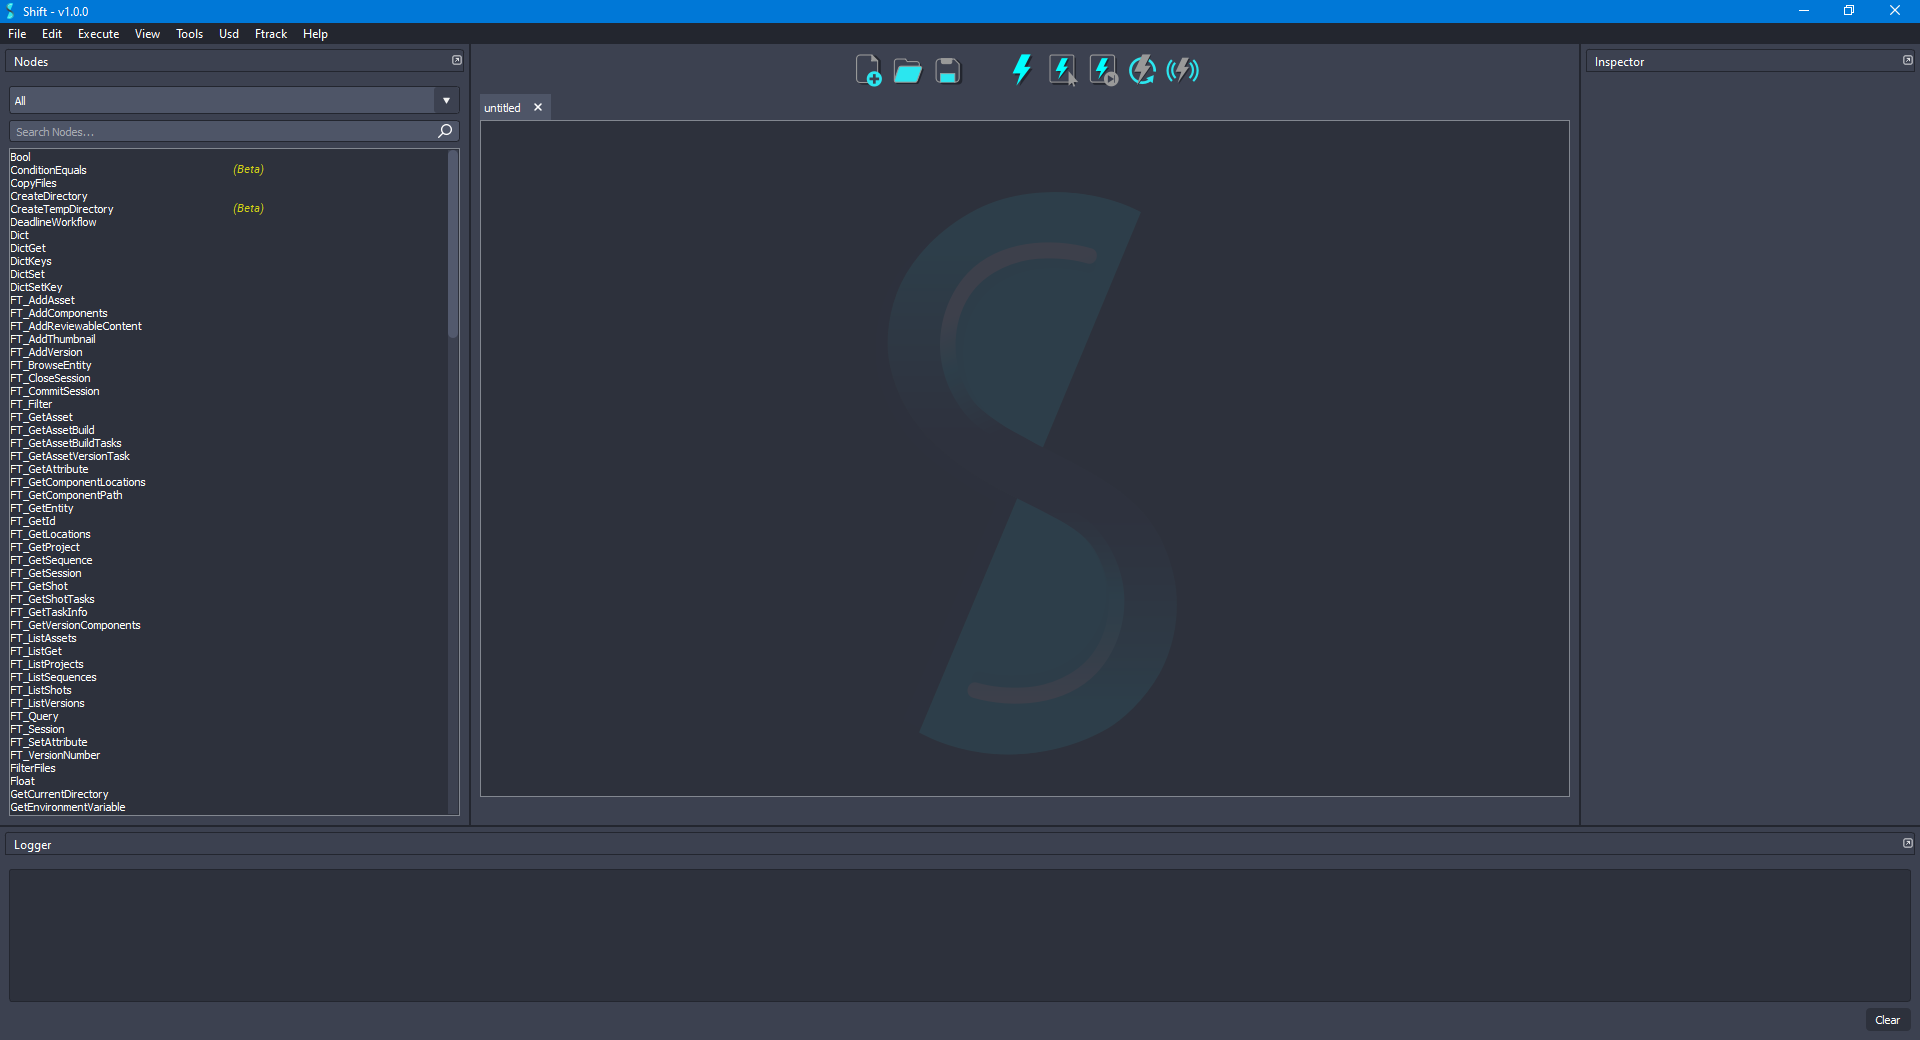 Shift - v1.0.0
File Edit Execute View Tools Usd Ftrack Help
Nodes
All
Search Nodes...
Bool
ConditionEquals (Beta)
CopyFiles
CreateDirectory
CreateTempDirectory (Beta)
DeadlineWorkflow
Dict
DictGet
DictKeys
DictSet
DictSetKey
FT_AddAsset
FT_AddComponents
FT_AddReviewableContent
FT_AddThumbnail
FT_AddVersion
FT_BrowseEntity
FT_CloseSession
FT_CommitSession
FT_Filter
FT_GetAsset
FT_GetAssetBuild
FT_GetAssetBuildTasks
FT_GetAssetVersionTask
FT_GetAttribute
FT_GetComponentLocations
FT_GetComponentPath
FT_GetEntity
FT_GetId
FT_GetLocations
FT_GetProject
FT_GetSequence
FT_GetSession
FT_GetShot
FT_GetShotTasks
FT_GetTaskInfo
FT_GetVersionComponents
FT_ListAssets
FT_ListGet
FT_ListProjects
FT_ListSequences
FT_ListShots
FT_ListVersions
FT_Query
FT_Session
FT_SetAttribute
FT_VersionNumber
FilterFiles
Float
GetCurrentDirectory
GetEnvironmentVariable
untitled
Inspector
Logger
Clear